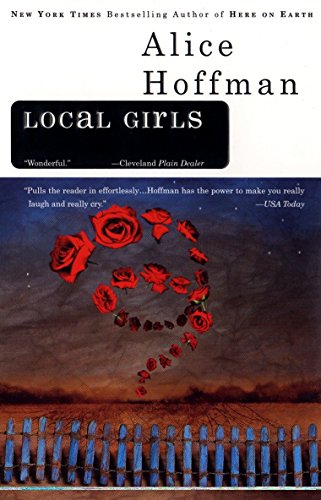 New York Times Bestselling Author of Here on Earth
Alice
Hoffman
LOCAL GIRLS
"Wonderful." —Cleveland Plain Dealer
"Pulls the reader in effortlessly...Hoffman has the power to make you really
laugh and really cry." —USA Today